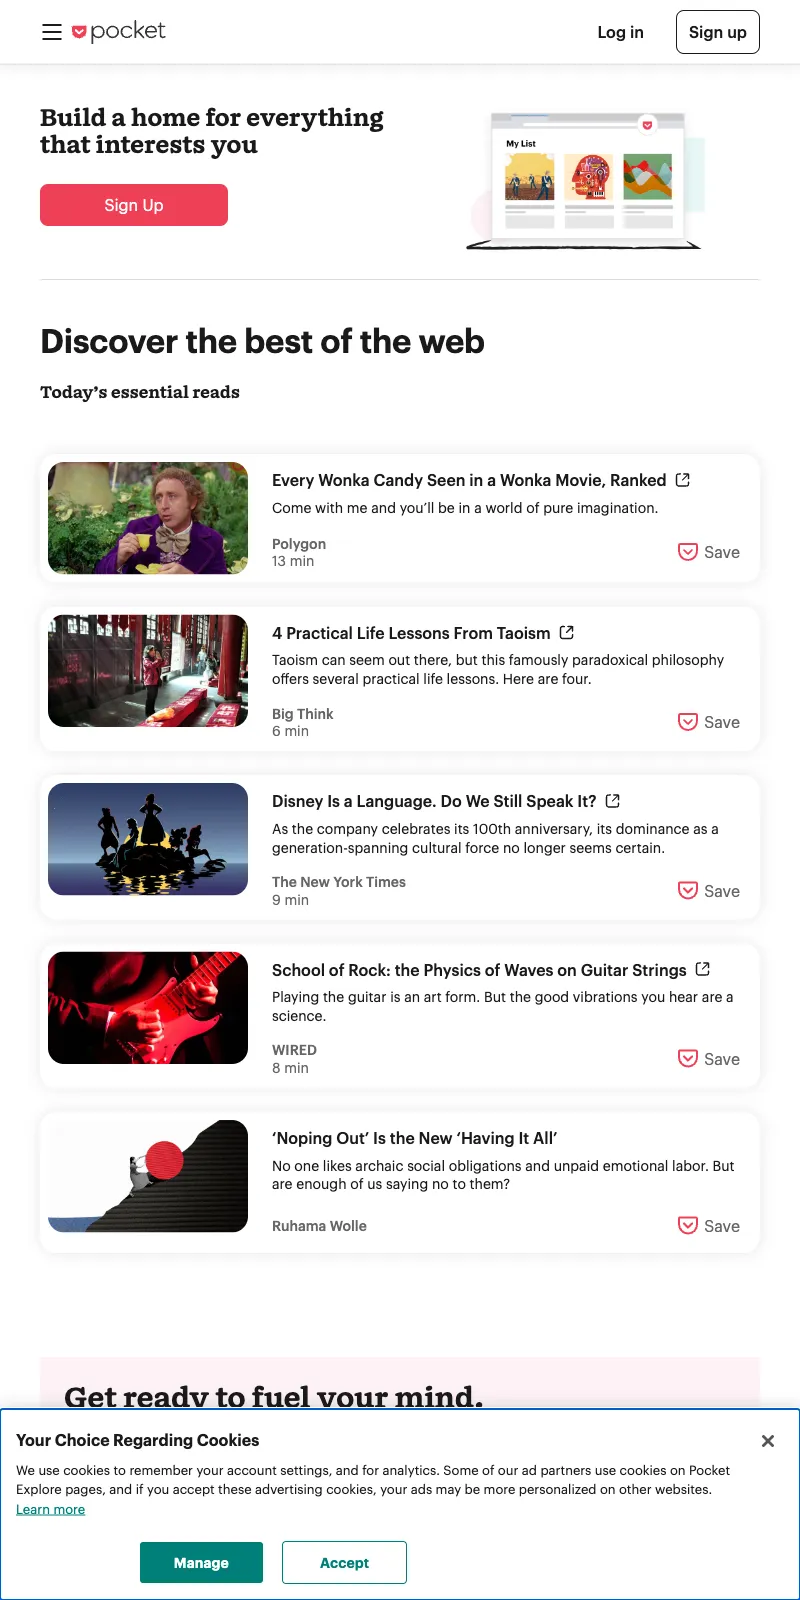 pocket
Log in
Sign up
Build a home for everything
that interests you
Sign Up
My List
Discover the best of the web
Today’s essential reads
Every Wonka Candy Seen in a Wonka Movie, Ranked
Come with me and you’ll be in a world of pure imagination.
Polygon
13 min
Save
4 Practical Life Lessons From Taoism
Taoism can seem out there, but this famously paradoxical philosophy
offers several practical life lessons. Here are four.
Big Think
6 min
Save
Disney Is a Language. Do We Still Speak It?
As the company celebrates its 100th anniversary, its dominance as a
generation-spanning cultural force no longer seems certain.
The New York Times
9 min
Save
School of Rock: the Physics of Waves on Guitar Strings
Playing the guitar is an art form. But the good vibrations you hear are a
science.
WIRED
8 min
Save
‘Noping Out’ Is the New ‘Having It All’
No one likes archaic social obligations and unpaid emotional labor. But
are enough of us saying no to them?
Ruhama Wolle
Save
Get ready to fuel your mind.
Your Choice Regarding Cookies
We use cookies to remember your account settings, and for analytics. Some of our ad partners use cookies on Pocket
Explore pages, and if you accept these advertising cookies, your ads may be more personalized on other websites.
Learn more
Manage
Accept